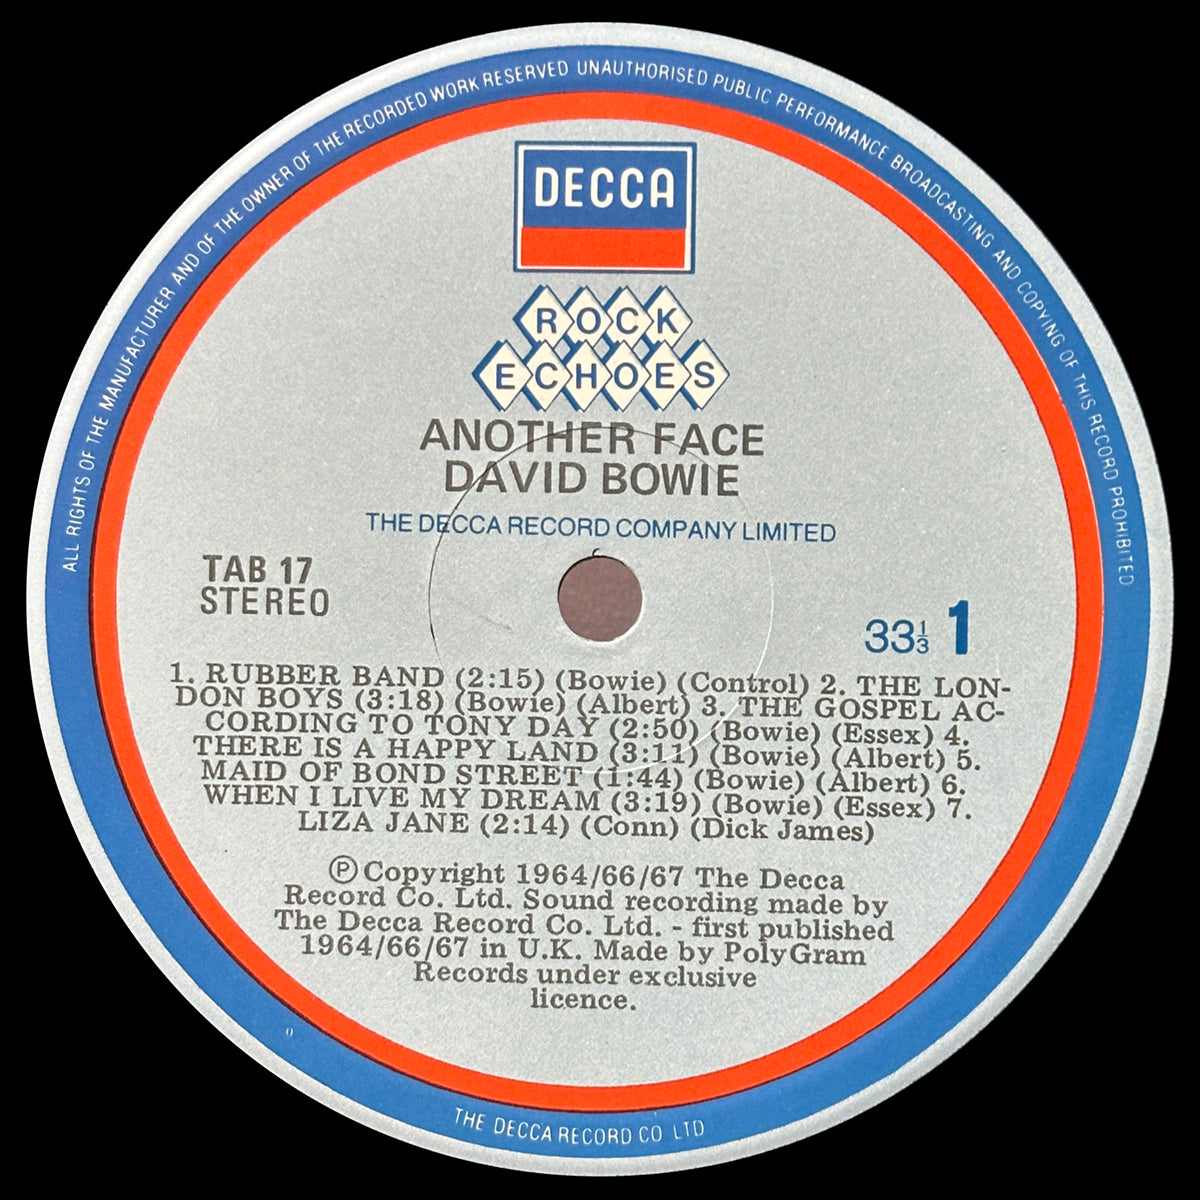 ALL RIGHTS OF THE MANUFACTURER AND OF THE OWNER OF THE RECORDED WORK RESERVED UNAUTHORISED PUBLIC PERFORMANCE BROADCASTING AND COPYING OF THIS RECORD PROHIBITED
DECCA
ROCK
ECHOES
ANOTHER FACE
DAVID BOWIE
THE DECCA RECORD COMPANY LIMITED
TAB 17
STEREO
33⅓ 1
1. RUBBER BAND (2:15) (Bowie) (Control) 2. THE LON-
DON BOYS (3:18) (Bowie) (Albert) 3. THE GOSPEL AC-
CORDING TO TONY DAY (2:50) (Bowie) (Essex) 4.
THERE IS A HAPPY LAND (3:11) (Bowie) (Albert) 5.
MAID OF BOND STREET (1:44) (Bowie) (Albert) 6.
WHEN I LIVE MY DREAM (3:19) (Bowie) (Essex) 7.
LIZA JANE (2:14) (Conn) (Dick James)
Ⓟ Copyright 1964/66/67 The Decca
Record Co. Ltd. Sound recording made by
The Decca Record Co. Ltd. - first published
1964/66/67 in U.K. Made by PolyGram
Records under exclusive
licence.
THE DECCA RECORD CO LTD